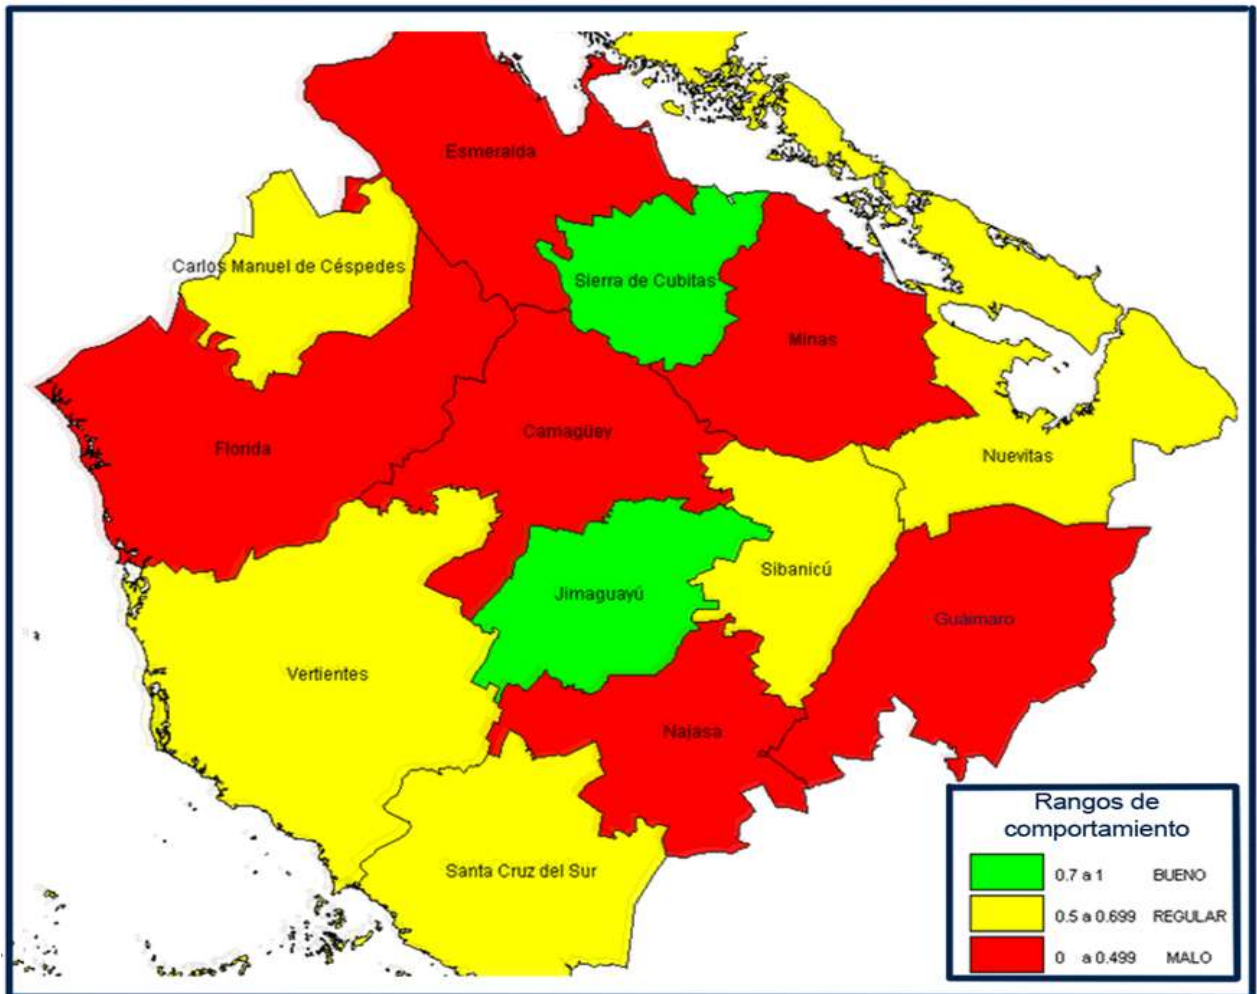 Esmeralda
Carlos Manuel de Céspedes
Sierra de Cubitas
Minas
Florida
Camagüey
Nuevitas
Sibanicú
Jimaguayú
Guáimaro
Vertientes
Najasa
Santa Cruz del Sur
Rangos de
comportamiento
0.7 a 1 BUENO
0.5 a 0.699 REGULAR
0 a 0.499 MALO